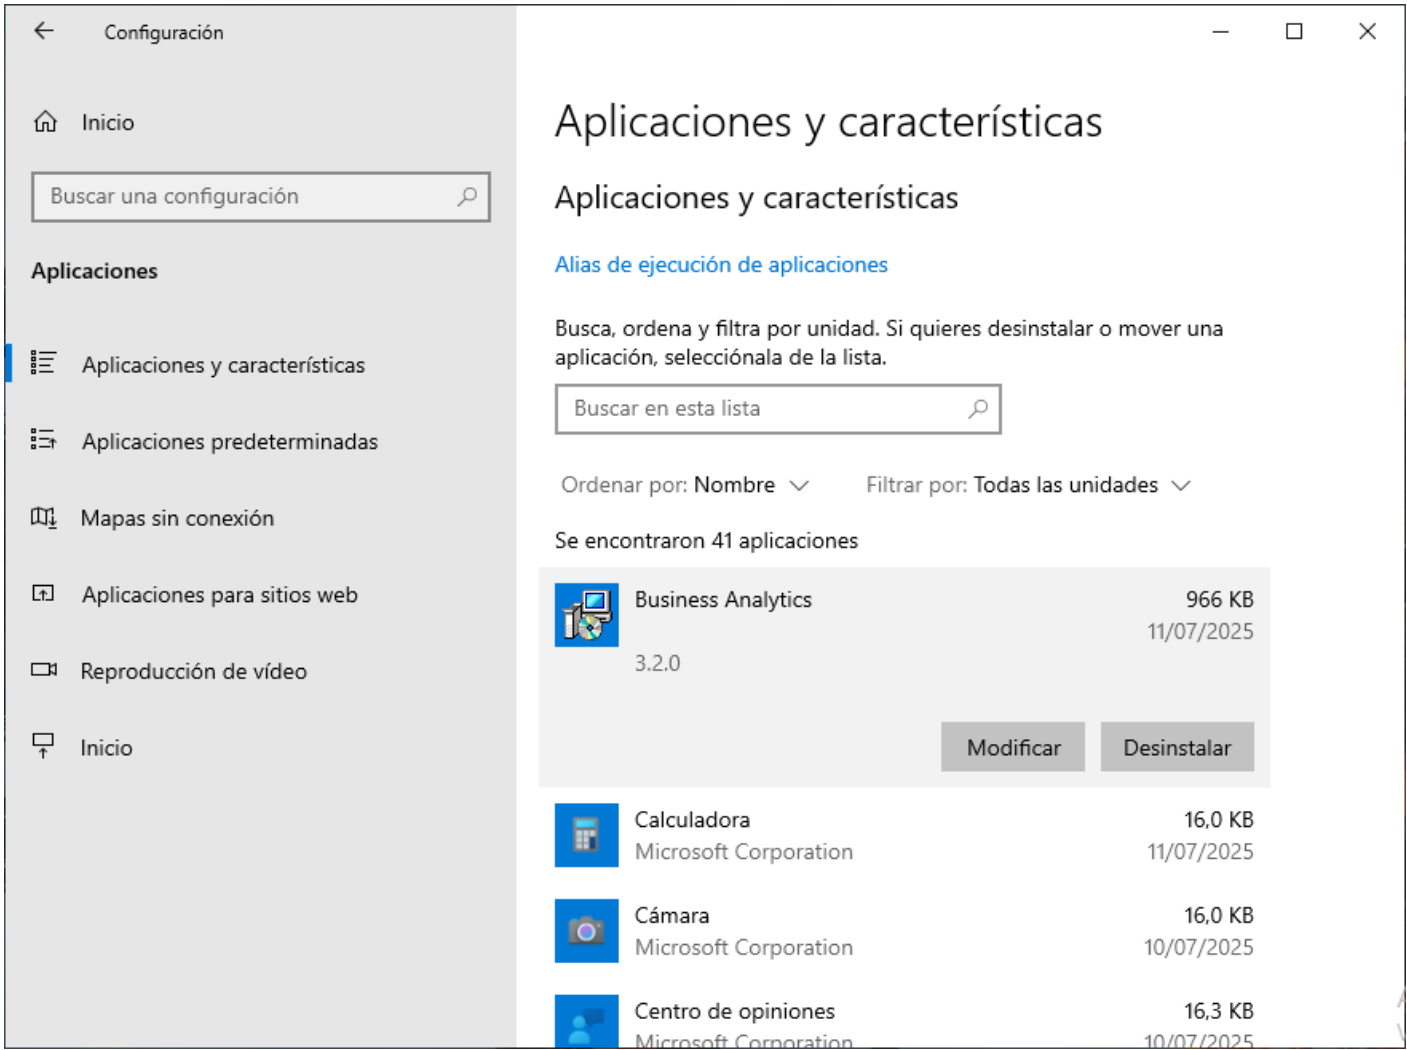 Configuración
Inicio
Buscar una configuración
Aplicaciones
Aplicaciones y características
Aplicaciones predeterminadas
Mapas sin conexión
Aplicaciones para sitios web
Reproducción de vídeo
Inicio
Aplicaciones y características
Aplicaciones y características
Alias de ejecución de aplicaciones
Busca, ordena y filtra por unidad. Si quieres desinstalar o mover una
aplicación, selecciónala de la lista.
Buscar en esta lista
Ordenar por: Nombre
Filtrar por: Todas las unidades
Se encontraron 41 aplicaciones
Business Analytics
966 KB
11/07/2025
3.2.0
Modificar
Desinstalar
Calculadora
16,0 KB
Microsoft Corporation
11/07/2025
Cámara
16,0 KB
Microsoft Corporation
10/07/2025
Centro de opiniones
16,3 KB
Microsoft Corporation
10/07/2025